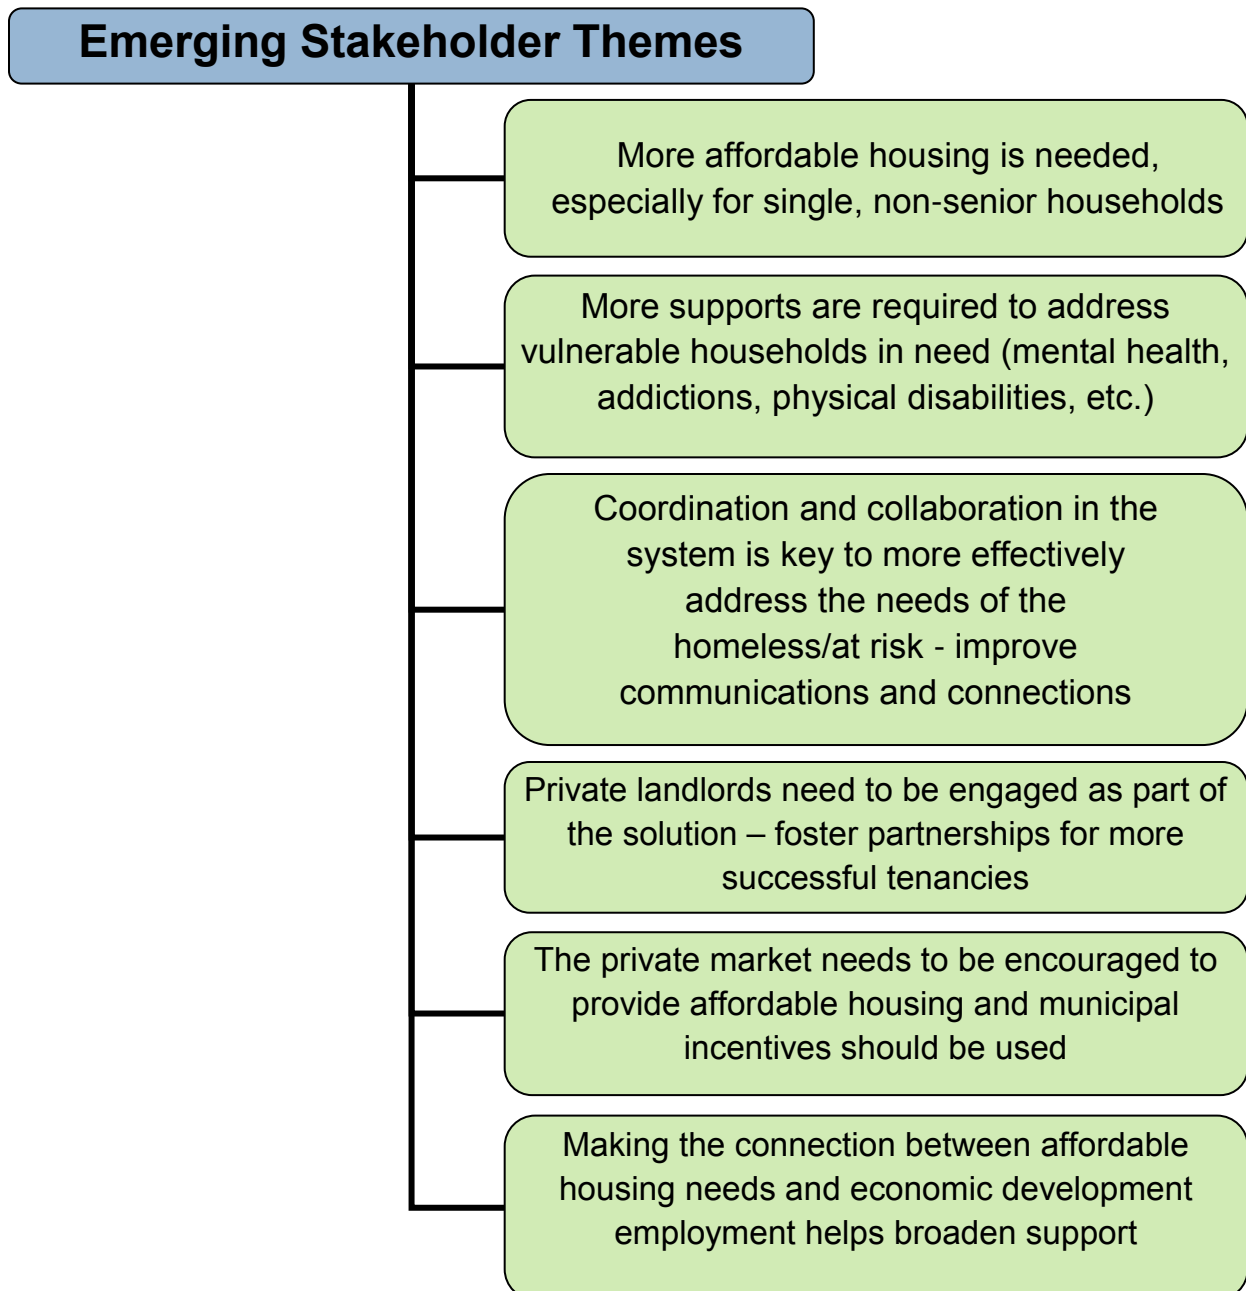 Emerging Stakeholder Themes
More affordable housing is needed,
especially for single, non-senior households
More supports are required to address
vulnerable households in need (mental health,
addictions, physical disabilities, etc.)
Coordination and collaboration in the
system is key to more effectively
address the needs of the
homeless/at risk - improve
communications and connections
Private landlords need to be engaged as part of
the solution – foster partnerships for more
successful tenancies
The private market needs to be encouraged to
provide affordable housing and municipal
incentives should be used
Making the connection between affordable
housing needs and economic development
employment helps broaden support